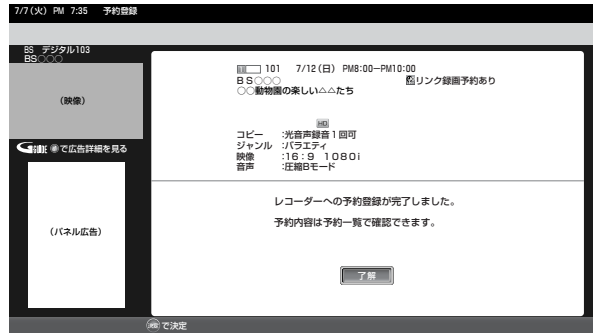 7/7(火) PM 7:35 予約登録
BS デジタル103
BS○○○
(映像)
Gガイド ◉で広告詳細を見る
(パネル広告)
101 7/12(日) PM8:00−PM10:00
BS○○○ リンク録画予約あり
○○動物園の楽しい△△たち
HD
コピー :光音声録音1回可
ジャンル :バラエティ
映像 :16:9 1080i
音声 :圧縮Bモード
レコーダーへの予約登録が完了しました。
予約内容は予約一覧で確認できます。
了解
決定 で決定